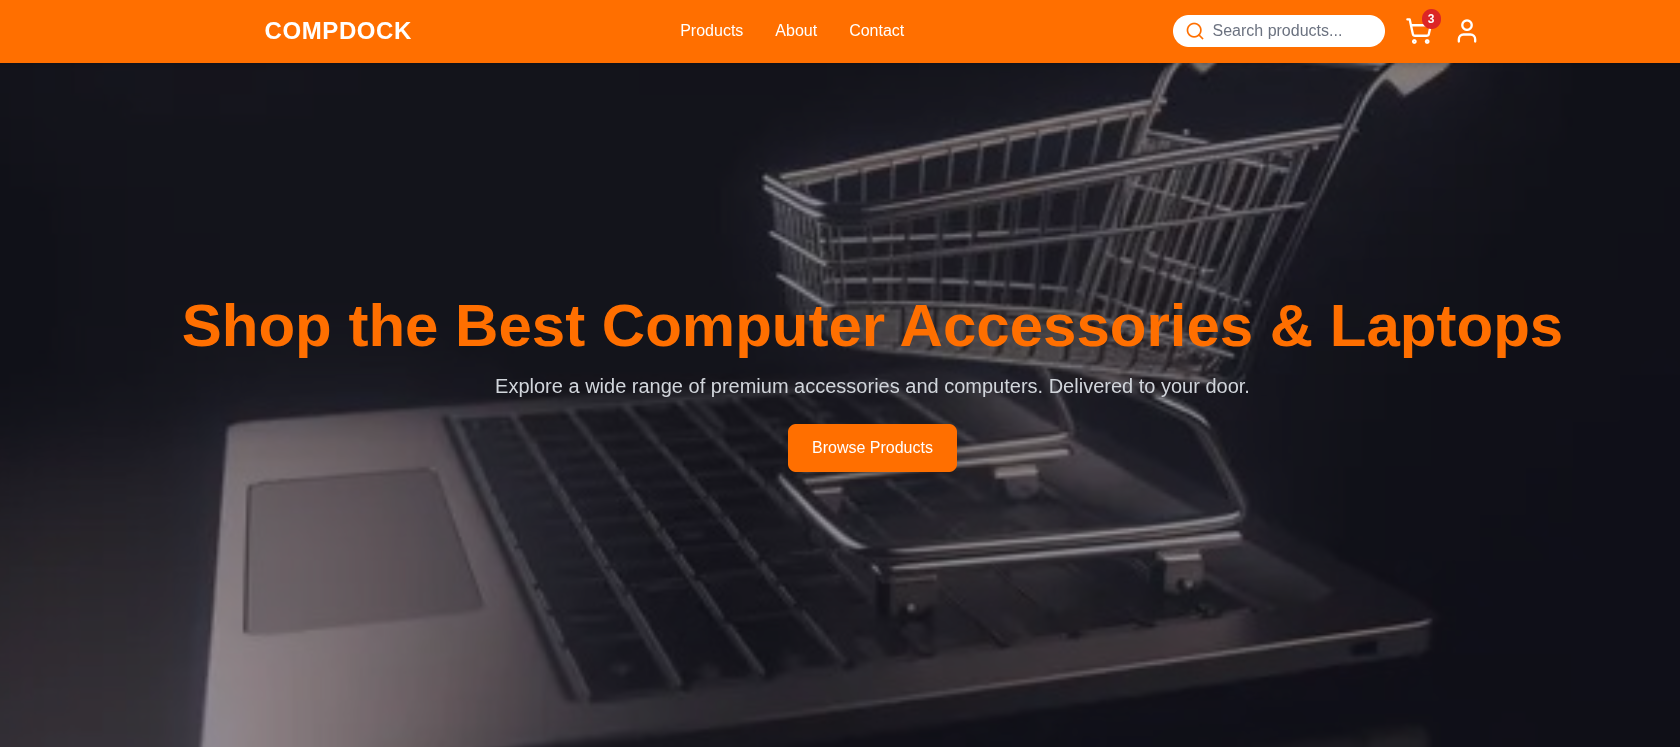 COMPDOCK
Products
About
Contact
Search products...
3
Shop the Best Computer Accessories & Laptops
Explore a wide range of premium accessories and computers. Delivered to your door.
Browse Products